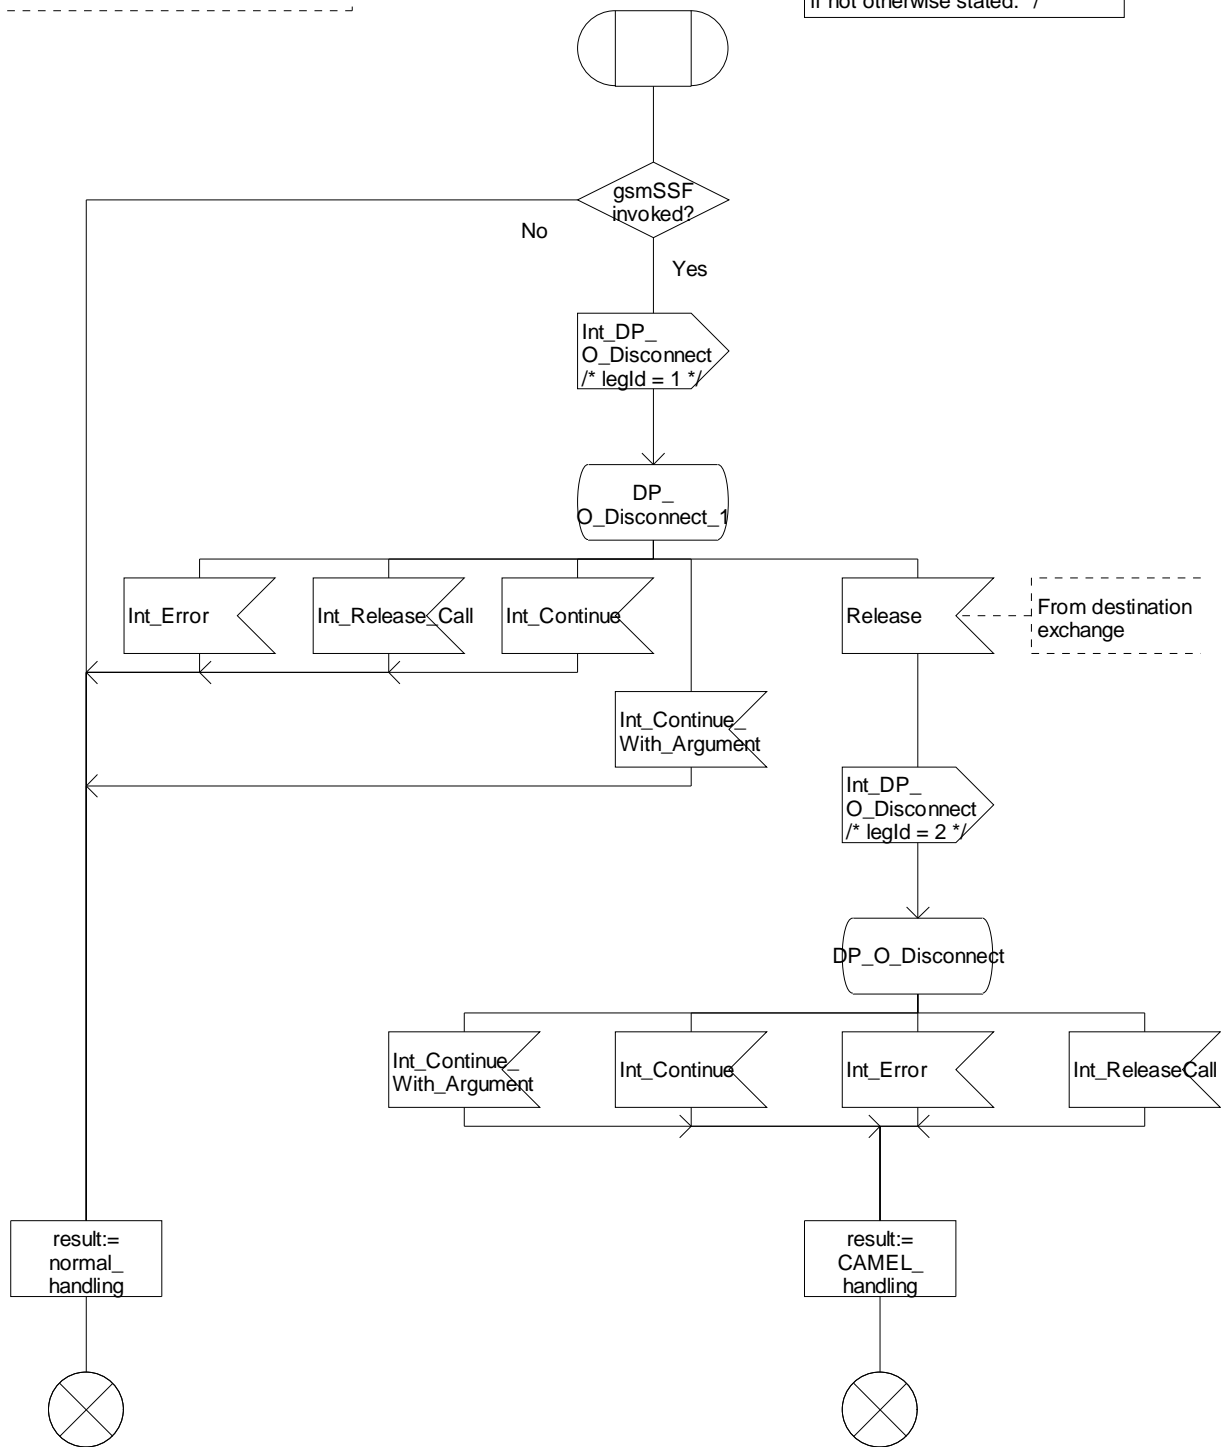 if not otherwise stated. */
gsmSSF
invoked?
No
Yes
Int_DP_
O_Disconnect
/* legId = 1 */
DP_
O_Disconnect_1
Int_Error
Int_Release_Call
Int_Continue
Release
From destination
exchange
Int_Continue_
With_Argument
Int_DP_
O_Disconnect
/* legId = 2 */
DP_O_Disconnect
Int_Continue_
With_Argument
Int_Continue
Int_Error
Int_ReleaseCall
result:=
normal_
handling
result:=
CAMEL_
handling